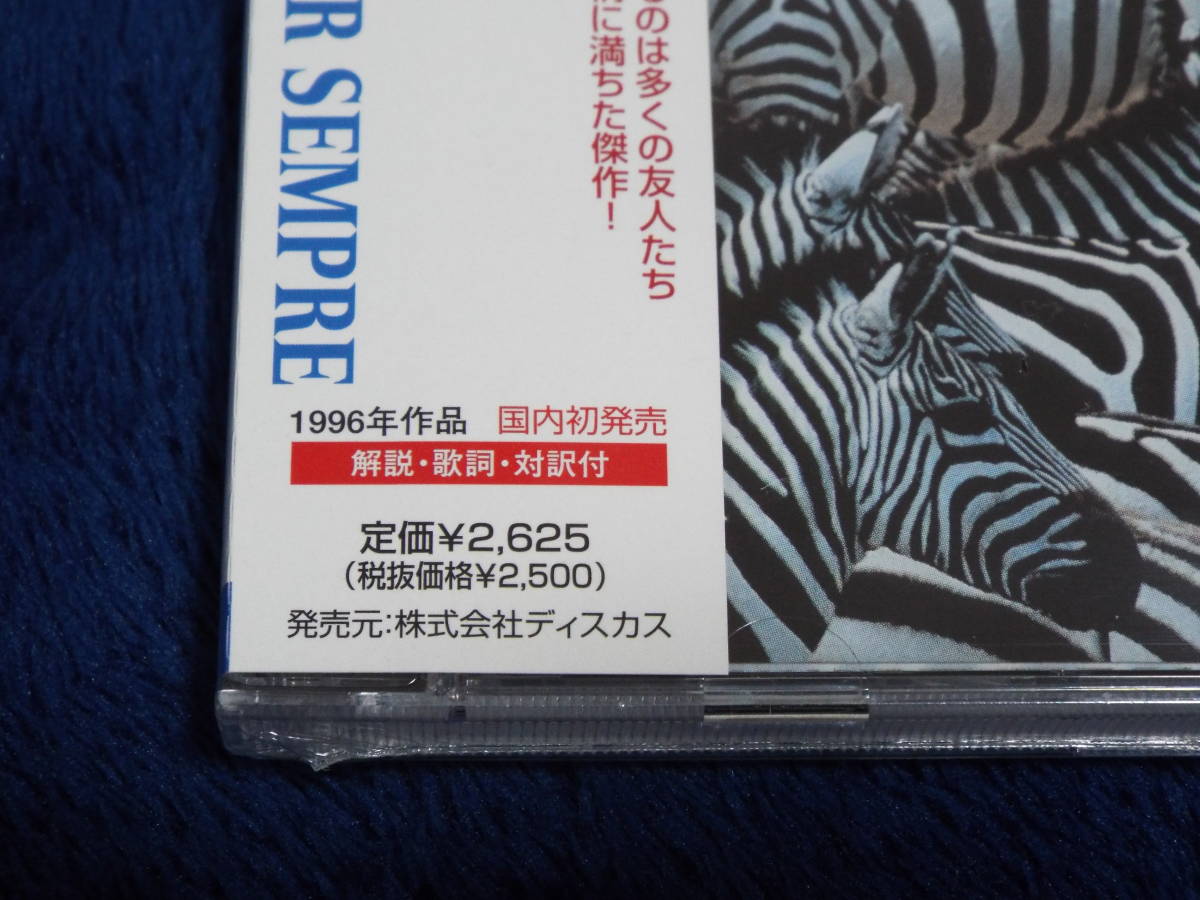 R SEMPRE
のは多くの友人たち
に満ちた傑作！
1996年作品 国内初発売
解説・歌詞・対訳付
定価¥2,625
（税抜価格¥2,500）
発売元：株式会社ディスカス